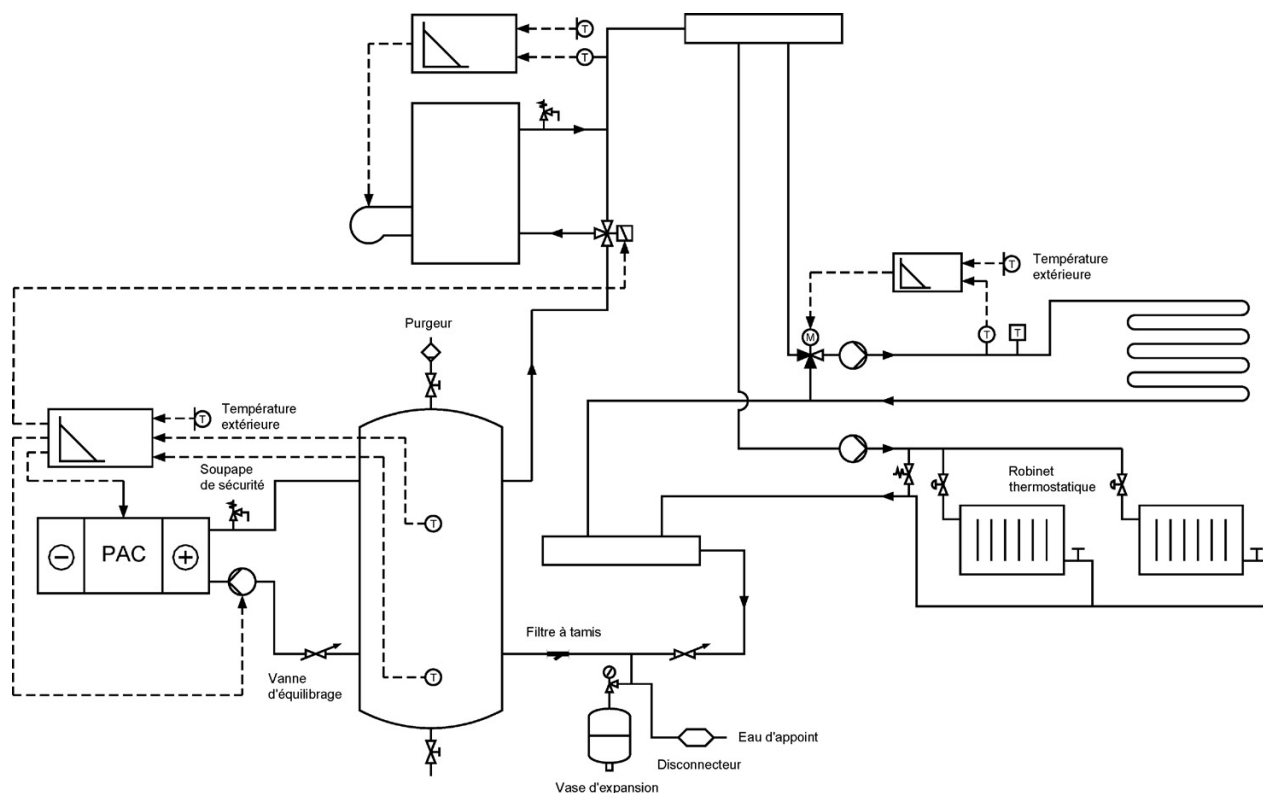 T
T
Température
extérieure
T
M
T
T
Purgeur
T
Température
extérieure
Soupape
de sécurité
T
PAC
Robinet
thermostatique
Filtre à tamis
T
Vanne
d'équilibrage
Eau d'appoint
Disconnecteur
Vase d'expansion